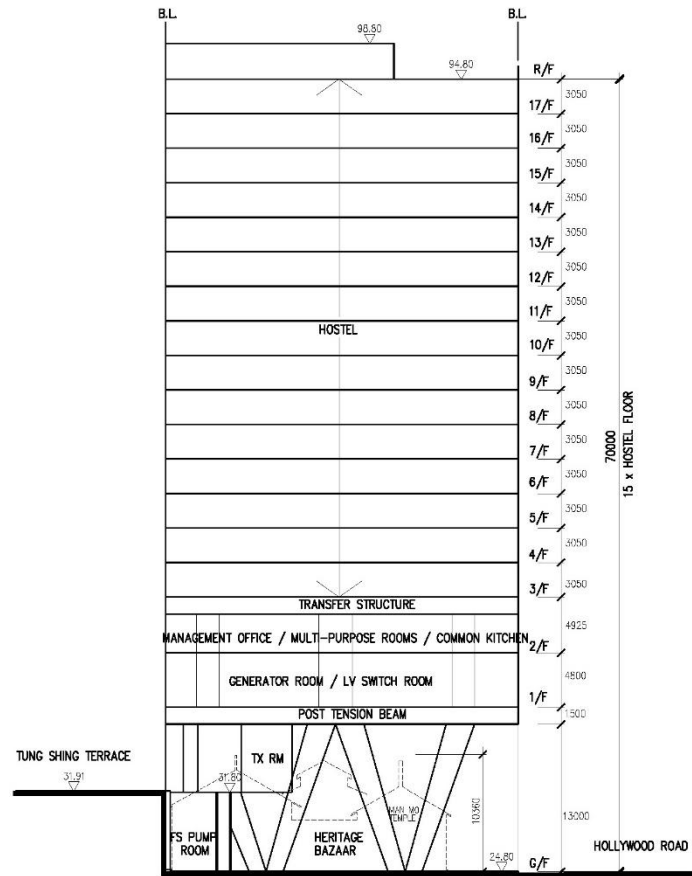 B.L.
B.L.
98.80
94.80
R/F
3050
17/F
3050
16/F
3050
15/F
3050
14/F
3050
13/F
3050
12/F
3050
11/F
3050
HOSTEL
10/F
3050
9/F
3050
8/F
3050
7/F
3050
6/F
3050
5/F
3050
4/F
3050
3/F
70000
15 x HOSTEL FLOOR
TRANSFER STRUCTURE
4925
MANAGEMENT OFFICE / MULTI-PURPOSE ROOMS / COMMON KITCHEN
2/F
4800
GENERATOR ROOM / LV SWITCH ROOM
1/F
POST TENSION BEAM
1500
TUNG SHING TERRACE
31.91
TX RM
31.80
MAN MO
TEMPLE
10360
13000
FS PUMP
ROOM
HERITAGE
BAZAAR
24.80
G/F
HOLLYWOOD ROAD